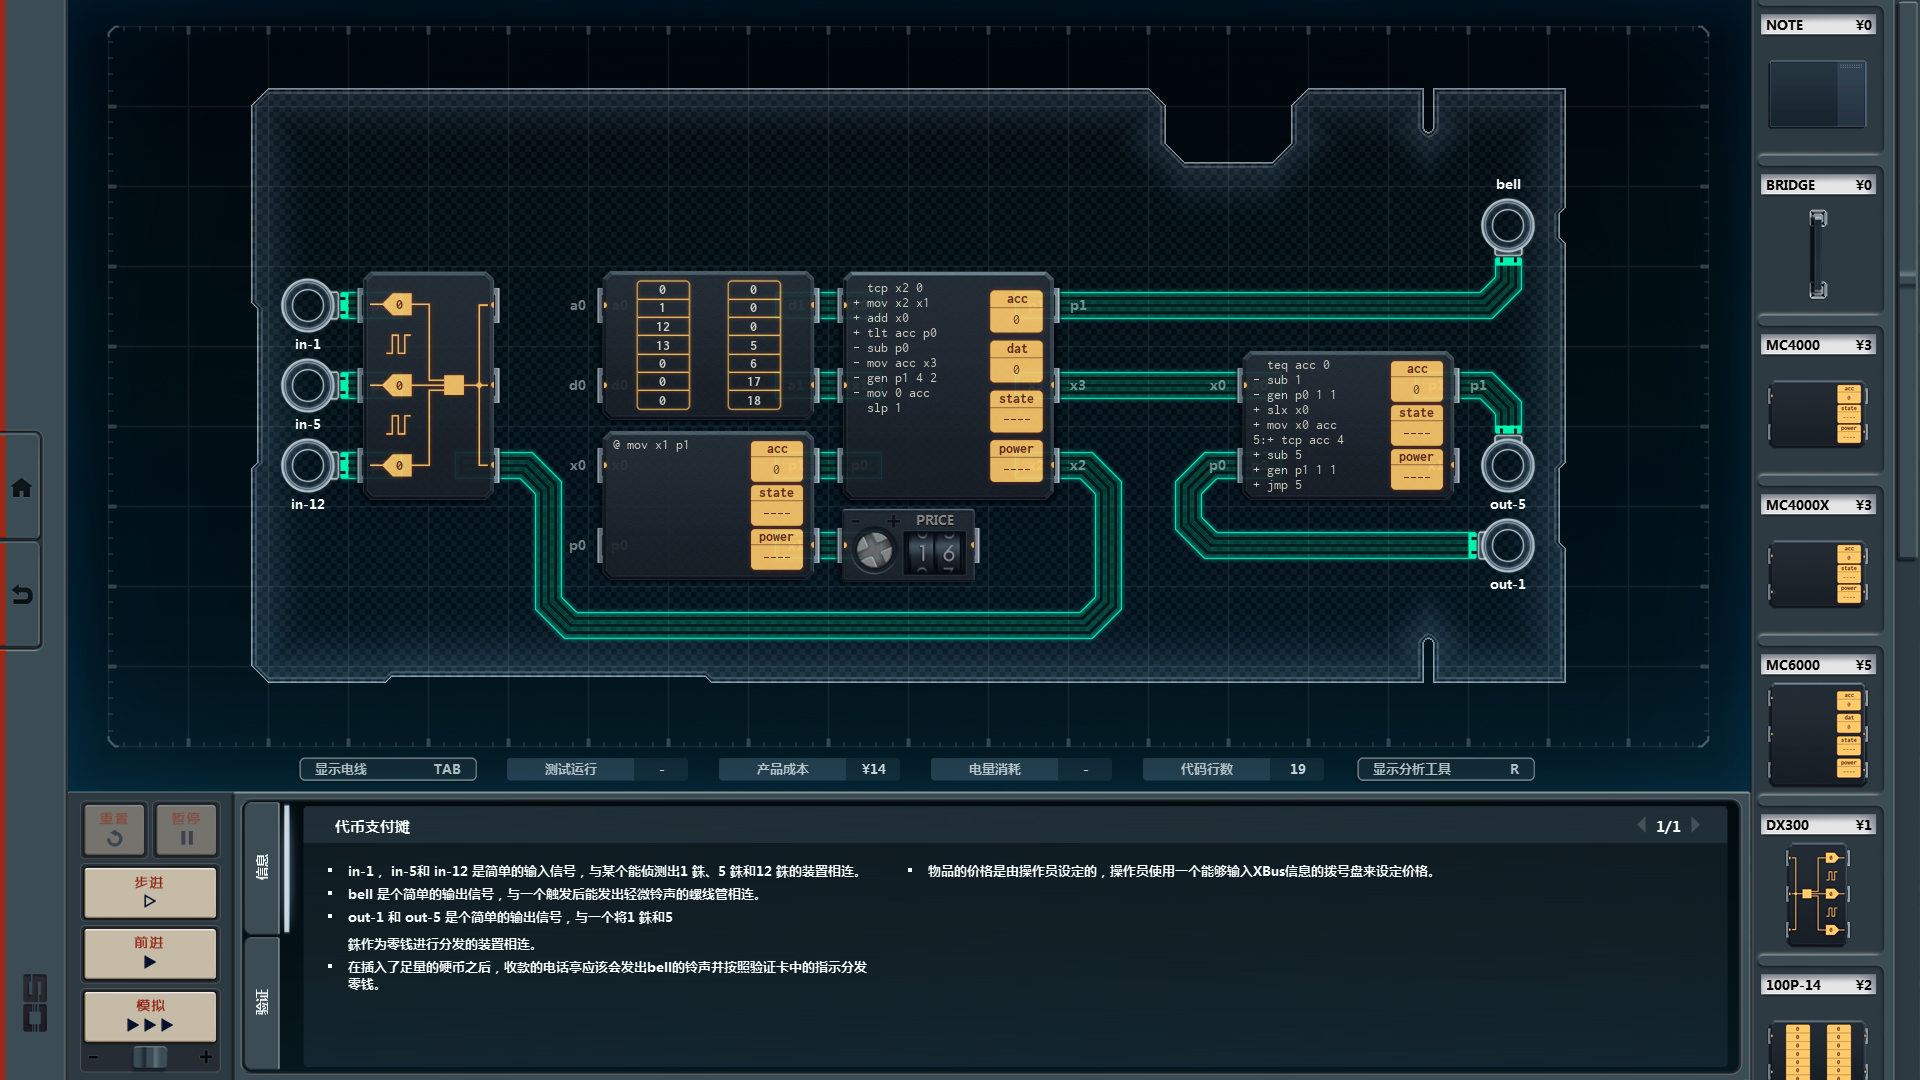 NOTE ¥0
BRIDGE ¥0
MC4000 ¥3
MC4000X ¥3
MC6000 ¥5
DX300 ¥1
100P-14 ¥2
bell
in-1
in-5
in-12
out-5
out-1
0
0
0
a0
d0
0
1
12
13
0
0
0
0
0
0
5
6
17
18
tcp x2 0
+ mov x2 x1
+ add x0
+ tlt acc p0
- sub p0
- mov acc x3
- gen p1 4 2
- mov 0 acc
slp 1
acc
0
dat
0
state
----
power
----
p1
x3
x2
x0
p0
@ mov x1 p1
acc
0
state
----
power
----
- + PRICE
1 6
x0
p0
teq acc 0
- sub 1
- gen p0 1 1
+ slx x0
+ mov x0 acc
5:+ tcp acc 4
+ sub 5
+ gen p1 1 1
+ jmp 5
acc
0
state
----
power
----
p1
显示电线 TAB
测试运行 -
产品成本 ¥14
电量消耗 -
代码行数 19
显示分析工具 R
重置
暂停
步进
前进
模拟
- +
信息
验证
代币支付摊
1/1
▪ in-1，in-5和 in-12 是简单的输入信号，与某个能侦测出1 銖、5 銖和12 銖的装置相连。
▪ bell 是个简单的输出信号，与一个触发后能发出轻微铃声的螺线管相连。
▪ out-1 和 out-5 是个简单的输出信号，与一个将1 銖和5
銖作为零钱进行分发的装置相连。
▪ 在插入了足量的硬币之后，收款的电话亭应该会发出bell的铃声并按照验证卡中的指示分发
零钱。
▪ 物品的价格是由操作员设定的，操作员使用一个能够输入XBus信息的拨号盘来设定价格。